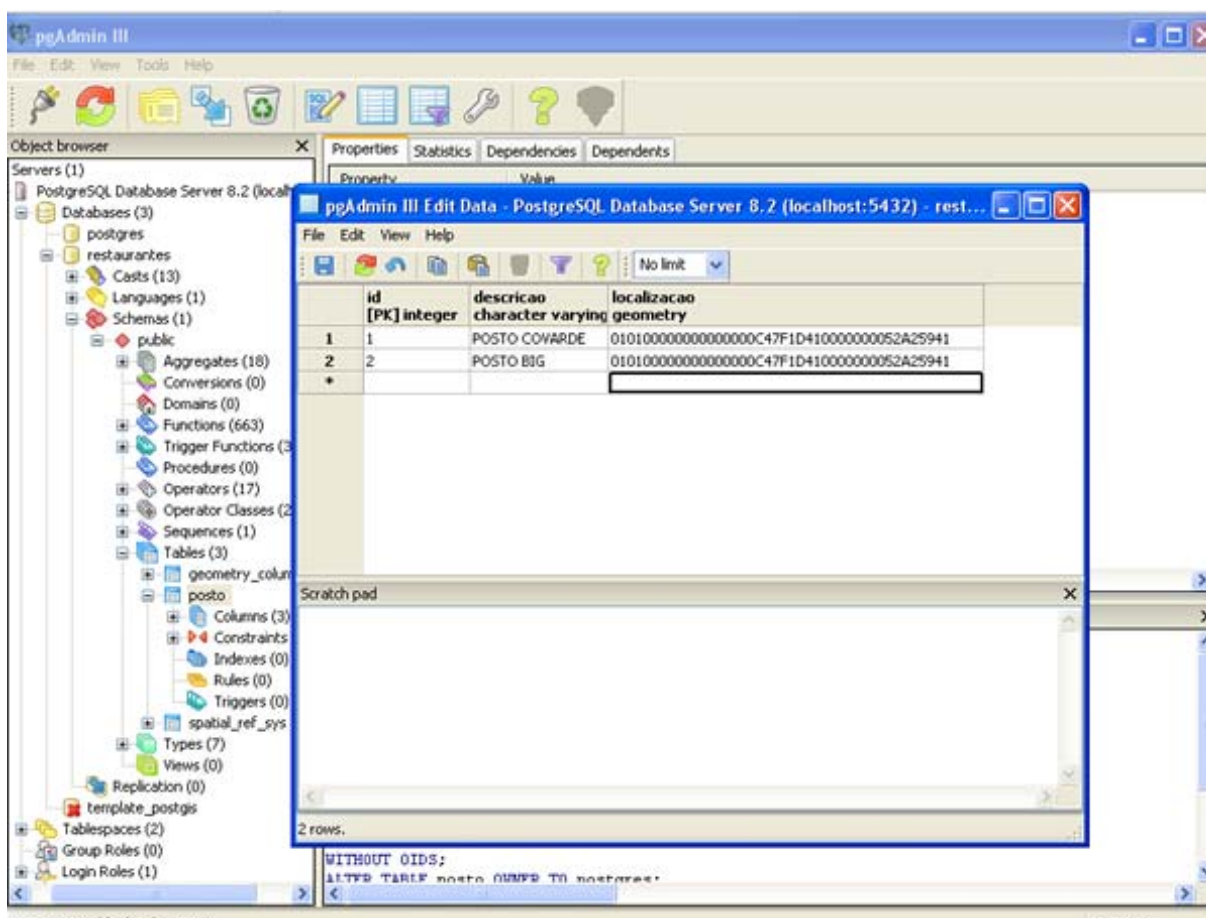 pgAdmin III
File Edit View Tools Help
Object browser
Servers (1)
PostgreSQL Database Server 8.2 (localh
Databases (3)
postgres
restaurantes
Casts (13)
Languages (1)
Schemas (1)
public
Aggregates (18)
Conversions (0)
Domains (0)
Functions (663)
Trigger Functions (3
Procedures (0)
Operators (17)
Operator Classes (2
Sequences (1)
Tables (3)
geometry_colum
posto
Columns (3)
Constraints
Indexes (0)
Rules (0)
Triggers (0)
spatial_ref_sys
Types (7)
Views (0)
Replication (0)
template_postgis
Tablespaces (2)
Group Roles (0)
Login Roles (1)
Properties Statistics Dependencies Dependents
Property Value
pgAdmin III Edit Data - PostgreSQL Database Server 8.2 (localhost:5432) - rest...
File Edit View Help
No limit
id descricao localizacao
[PK] integer character varying geometry
1 1 POSTO COVARDE 0101000000000000000C47F1D410000000052A25941
2 2 POSTO BIG 0101000000000000000C47F1D410000000052A25941
*
Scratch pad
2 rows.
WITHOUT OIDS;
ALTER TABLE posto OWNER TO postgres;